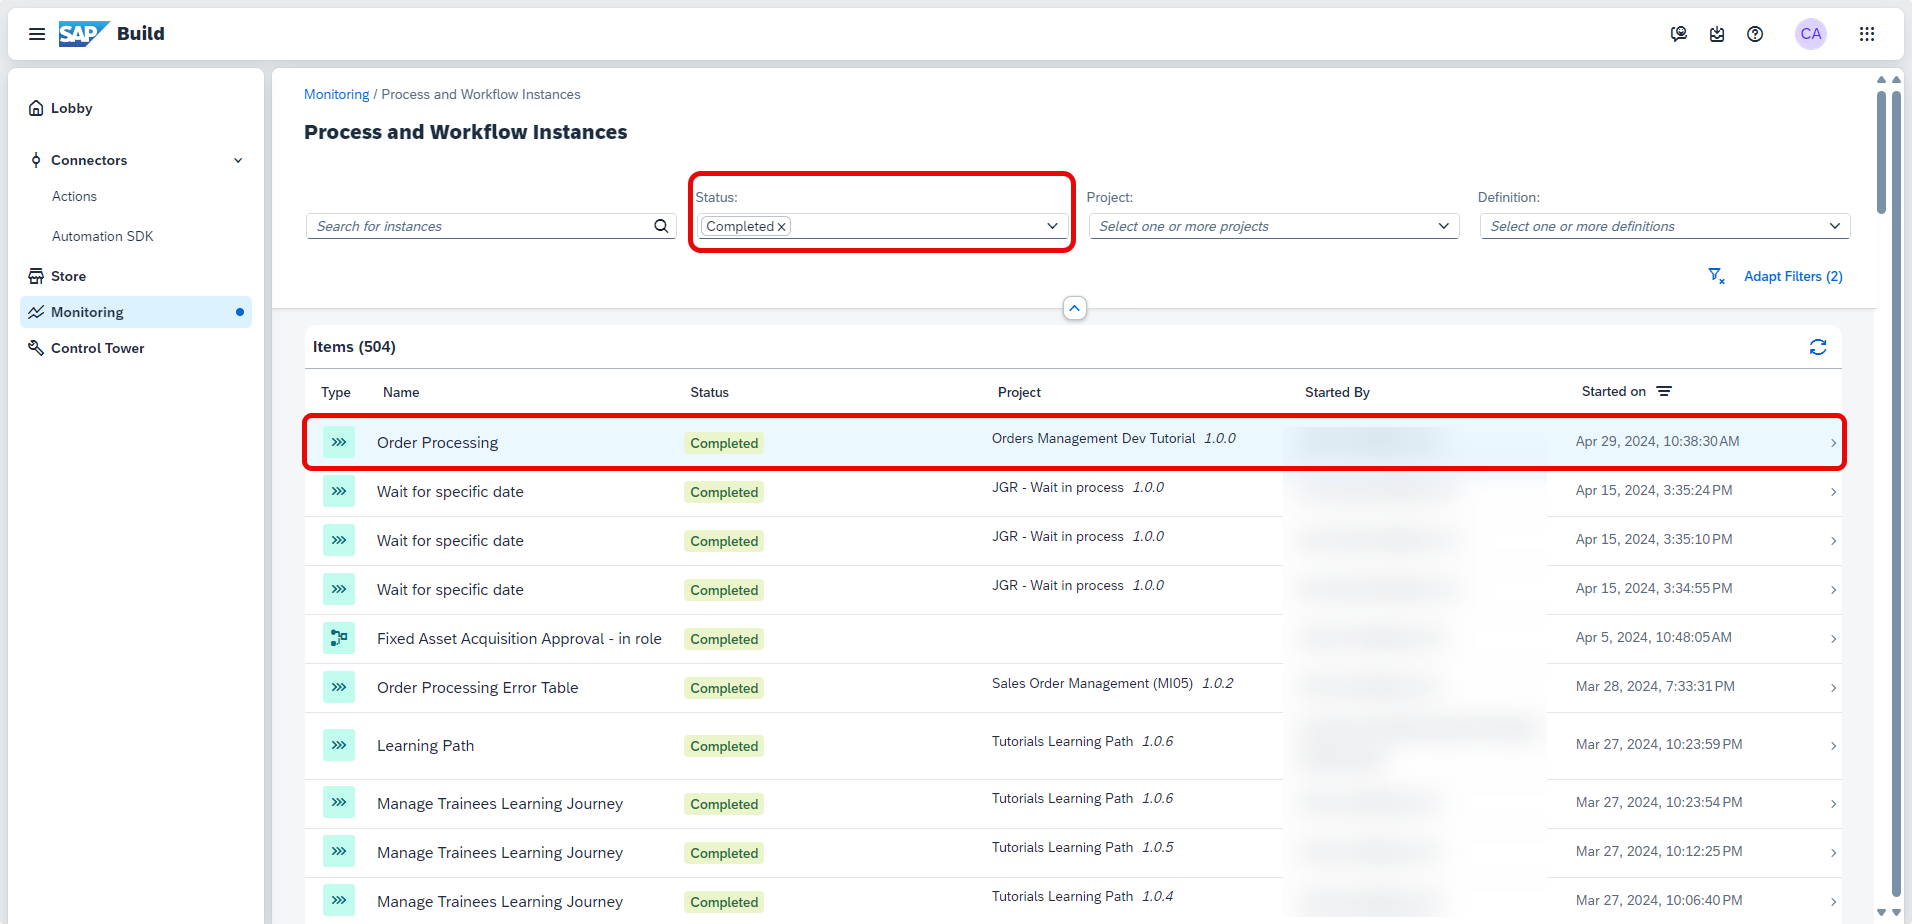 SAP Build
CA
Lobby
Connectors
Actions
Automation SDK
Store
Monitoring
Control Tower
Monitoring / Process and Workflow Instances
Process and Workflow Instances
Status:
Project:
Definition:
Search for instances
Completed
Select one or more projects
Select one or more definitions
Adapt Filters (2)
Items (504)
Type Name Status Project Started By Started on
Order Processing Completed Orders Management Dev Tutorial 1.0.0 Apr 29, 2024, 10:38:30 AM
Wait for specific date Completed JGR - Wait in process 1.0.0 Apr 15, 2024, 3:35:24 PM
Wait for specific date Completed JGR - Wait in process 1.0.0 Apr 15, 2024, 3:35:10 PM
Wait for specific date Completed JGR - Wait in process 1.0.0 Apr 15, 2024, 3:34:55 PM
Fixed Asset Acquisition Approval - in role Completed Apr 5, 2024, 10:48:05 AM
Order Processing Error Table Completed Sales Order Management (MI05) 1.0.2 Mar 28, 2024, 7:33:31 PM
Learning Path Completed Tutorials Learning Path 1.0.6 Mar 27, 2024, 10:23:59 PM
Manage Trainees Learning Journey Completed Tutorials Learning Path 1.0.6 Mar 27, 2024, 10:23:54 PM
Manage Trainees Learning Journey Completed Tutorials Learning Path 1.0.5 Mar 27, 2024, 10:12:25 PM
Manage Trainees Learning Journey Completed Tutorials Learning Path 1.0.4 Mar 27, 2024, 10:06:40 PM